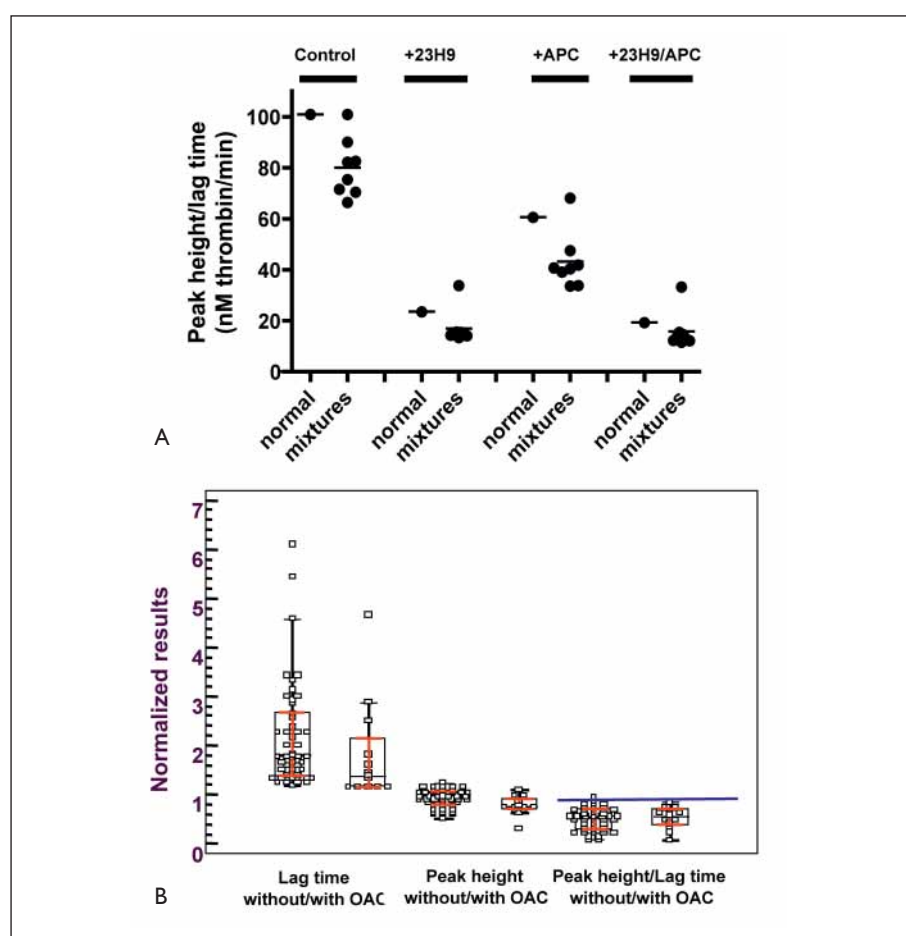 Control +23H9 +APC +23H9/APC
Peak height/lag time
(nM thrombin/min)
100
80
60
40
20
0
normal mixtures normal mixtures normal mixtures normal mixtures
A
Normalized results
7
6
5
4
3
2
1
0
Lag time Peak height Peak height/Lag time
without/with OAC without/with OAC without/with OAC
B